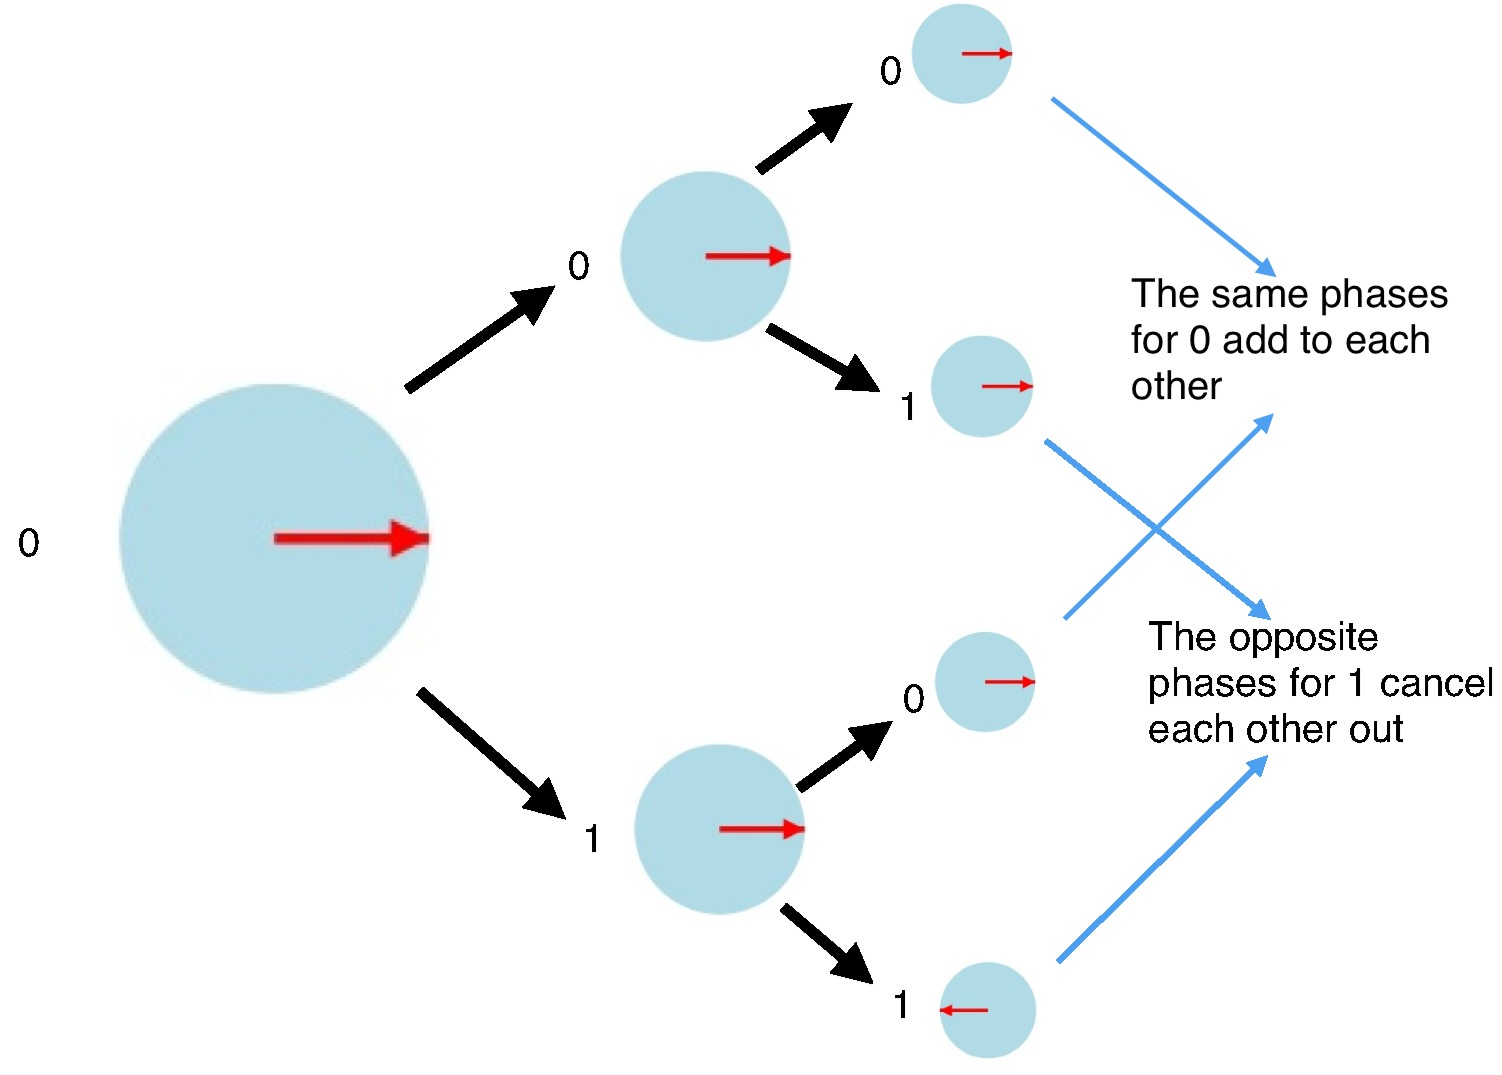 0
0
0
1
The same phases
for 0 add to each
other
1
0
1
The opposite
phases for 1 cancel
each other out